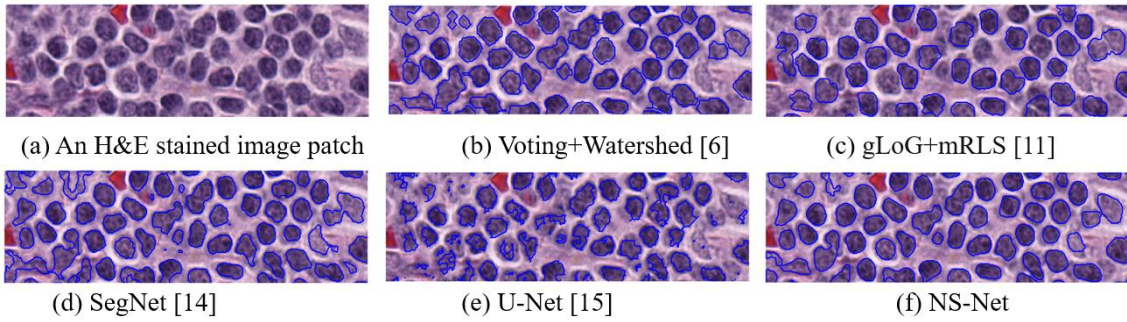 (a) An H&E stained image patch
(b) Voting+Watershed [6]
(c) gLoG+mRLS [11]
(d) SegNet [14]
(e) U-Net [15]
(f) NS-Net